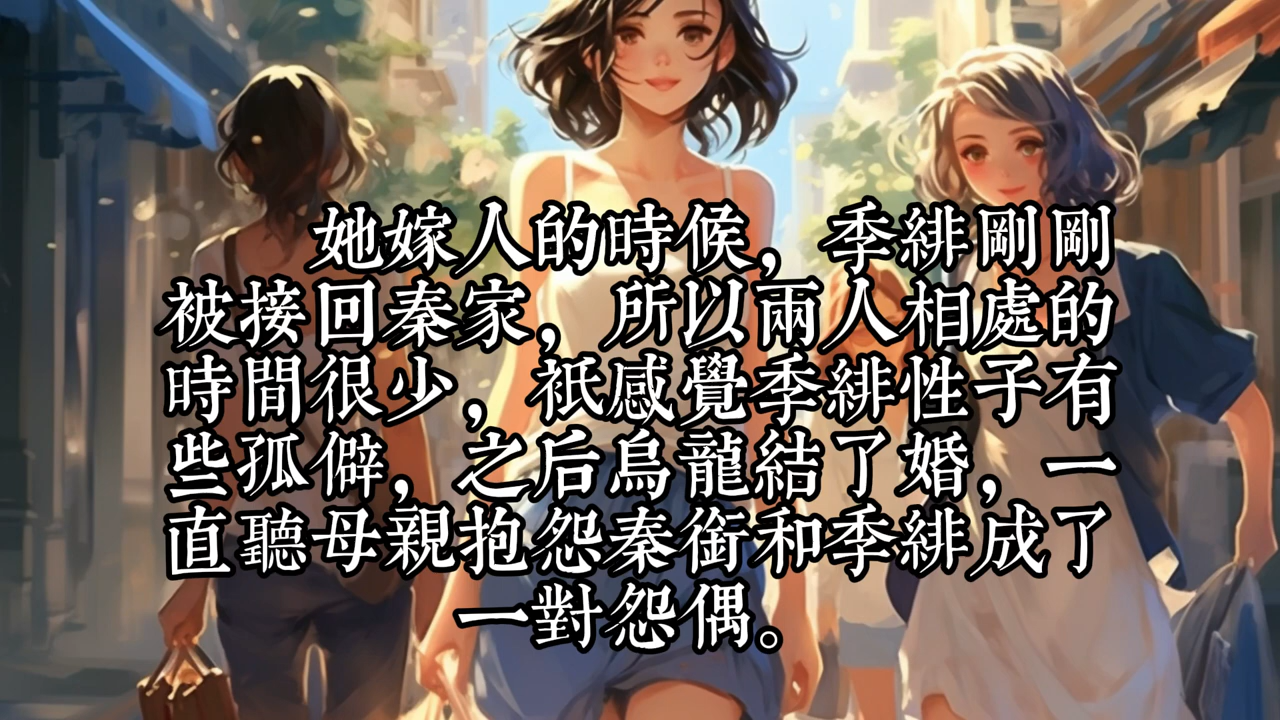 她嫁人的時候，季緋剛剛
被接回秦家，所以兩人相處的
時間很少，衹感覺季緋性子有
些孤僻，之后烏龍結了婚，一
直聽母親抱怨秦銜和季緋成了
一對怨偶。